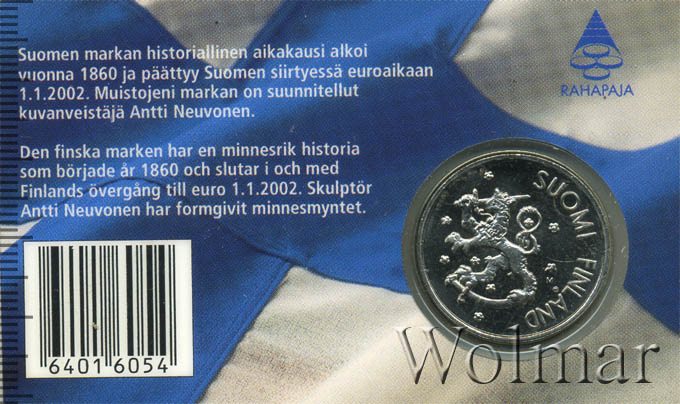 Suomen markan historiallinen aikakausi alkoi
vuonna 1860 ja päättyy Suomen siirtyessä euroaikaan
1.1.2002. Muistojeni markan on suunnitellut
kuvanveistäjä Antti Neuvonen.
Den finska marken har en minnesrik historia
som började år 1860 och slutar i och med
Finlands övergång till euro 1.1.2002. Skulptör
Antti Neuvonen har formgivit minnesmyntet.
RAHAPAJA
SUOMI FINLAND
64016054
Wolmar